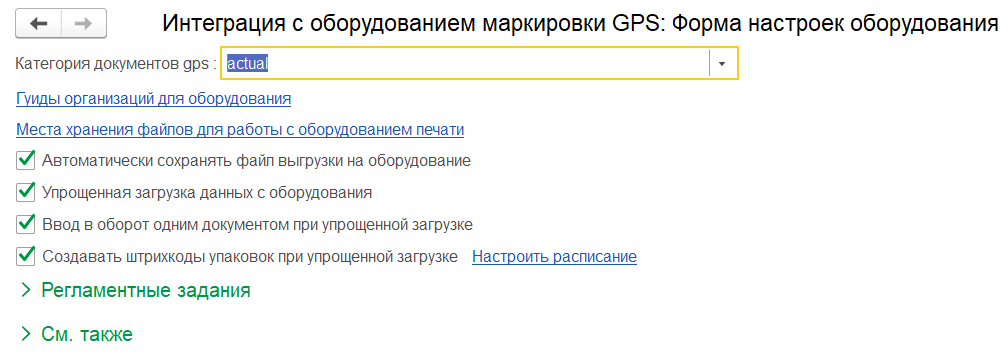 Интеграция с оборудованием маркировки GPS: Форма настроек оборудования
Категория документов gps : actual
Гуиды организаций для оборудования
Места хранения файлов для работы с оборудованием печати
Автоматически сохранять файл выгрузки на оборудование
Упрощенная загрузка данных с оборудования
Ввод в оборот одним документом при упрощенной загрузке
Создавать штрихкоды упаковок при упрощенной загрузке Настроить расписание
Регламентные задания
См. также